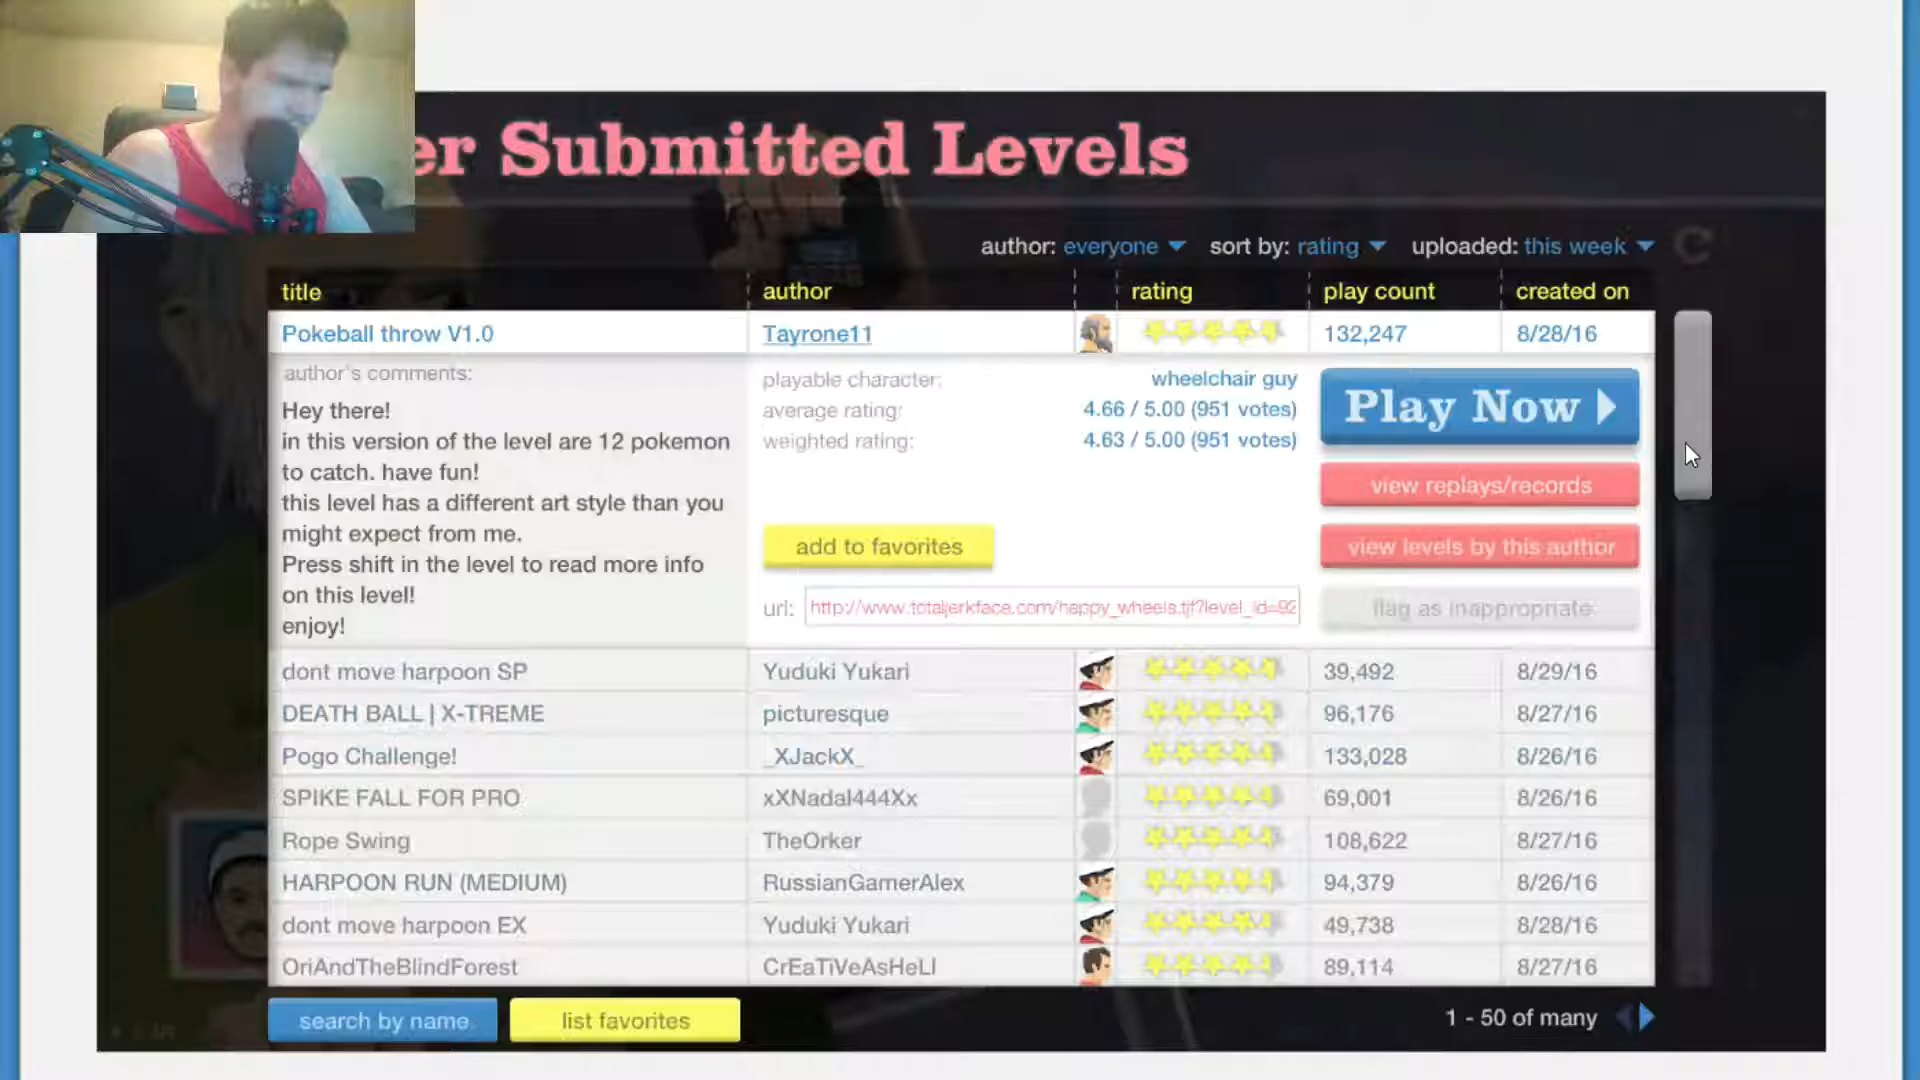 er Submitted Levels
author: everyone sort by: rating uploaded: this week
title author rating play count created on
Pokeball throw V1.0 Tayrone11 132,247 8/28/16
author's comments:
Hey there!
in this version of the level are 12 pokemon
to catch. have fun!
this level has a different art style than you
might expect from me.
Press shift in the level to read more info
on this level!
enjoy!
playable character: wheelchair guy
average rating: 4.66 / 5.00 (951 votes)
weighted rating: 4.63 / 5.00 (951 votes)
add to favorites
url: http://www.totaljerkface.com/happy_wheels.tjf?level_id=92
Play Now
view replays/records
view levels by this author
flag as inappropriate
dont move harpoon SP Yuduki Yukari 39,492 8/29/16
DEATH BALL | X-TREME picturesque 96,176 8/27/16
Pogo Challenge! _XJackX_ 133,028 8/26/16
SPIKE FALL FOR PRO xXNadal444Xx 69,001 8/26/16
Rope Swing TheOrker 108,622 8/27/16
HARPOON RUN (MEDIUM) RussianGamerAlex 94,379 8/26/16
dont move harpoon EX Yuduki Yukari 49,738 8/28/16
OriAndTheBlindForest CrEaTiVeAsHeLl 89,114 8/27/16
search by name list favorites 1 - 50 of many